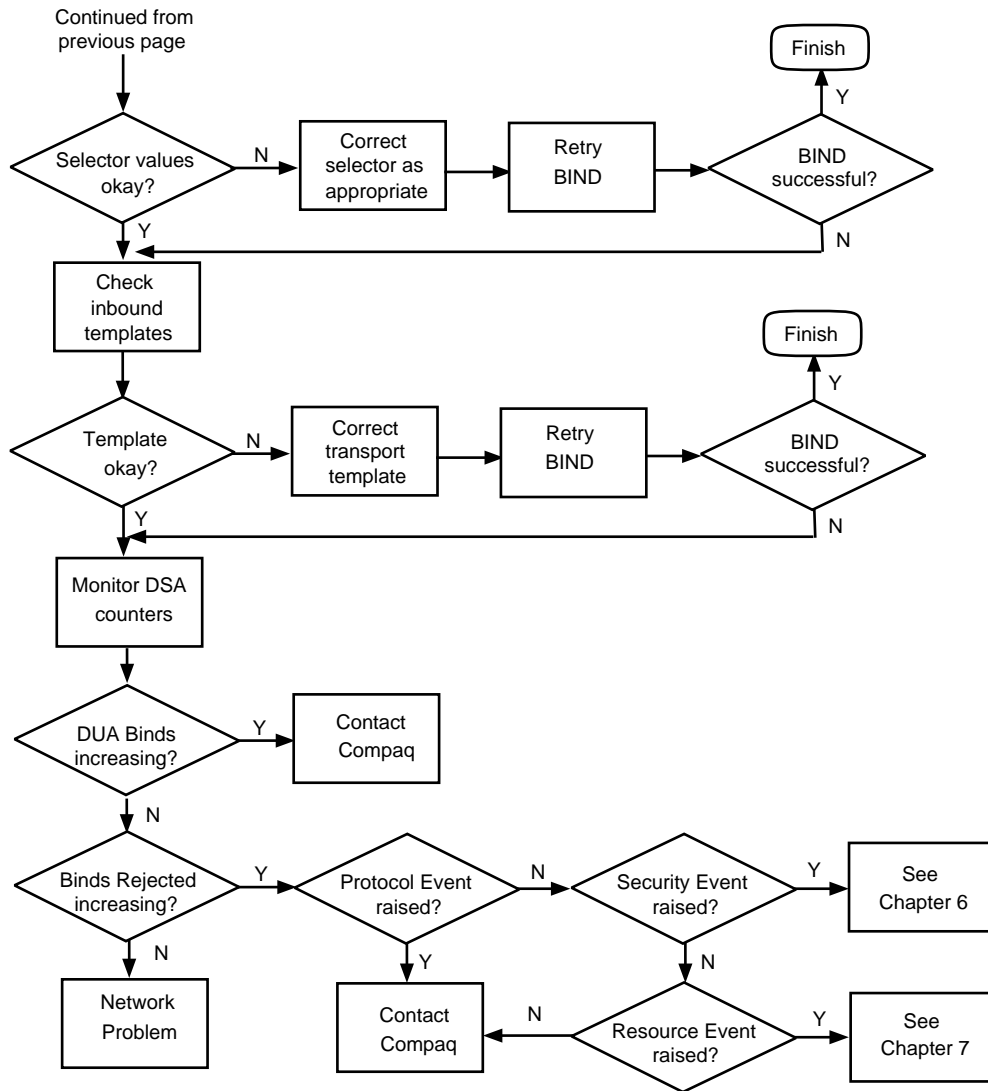 Continued from
previous page
Finish
Y
Selector values
okay?
N
Correct
selector as
appropriate
Retry
BIND
BIND
successful?
Y
N
Check
inbound
templates
Finish
Y
Template
okay?
N
Correct
transport
template
Retry
BIND
BIND
successful?
Y
N
Monitor DSA
counters
DUA Binds
increasing?
Y
Contact
Compaq
N
Binds Rejected
increasing?
Y
Protocol Event
raised?
N
Security Event
raised?
Y
See
Chapter 6
N
Y
N
Network
Problem
Contact
Compaq
N
Resource Event
raised?
Y
See
Chapter 7